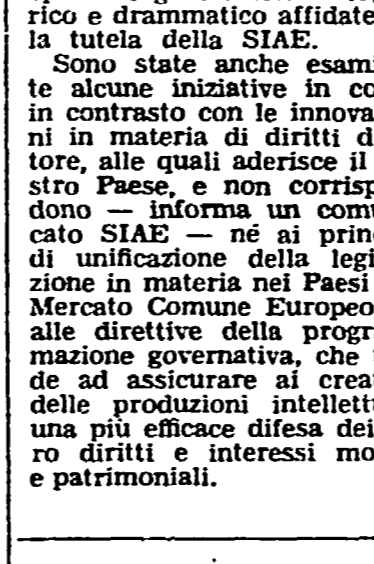 rico e drammatico affidate
la tutela della SIAE.
Sono state anche esami
te alcune iniziative in co
in contrasto con le innova
ni in materia di diritti d
tore, alle quali aderisce il
stro Paese, e non corrisp
dono — informa un comu
cato SIAE — né ai princ
di unificazione della legi
zione in materia nei Paesi
Mercato Comune Europeo
alle direttive della progr
mazione governativa, che
de ad assicurare ai crea
delle produzioni intellett
una più efficace difesa dei
ro diritti e interessi mo
e patrimoniali.